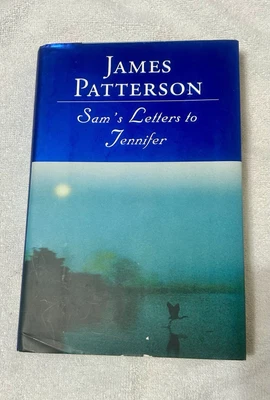 JAMES
PATTERSON
Sam's Letters to
Jennifer